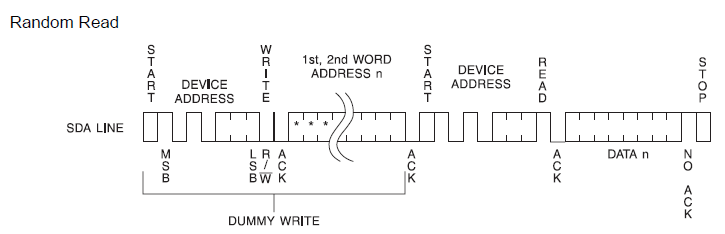 Random Read
START
DEVICE
ADDRESS
WRITE
1st, 2nd WORD
ADDRESS n
START
DEVICE
ADDRESS
READ
STOP
SDA LINE
* * *
MSB
LSB
R/W
ACK
ACK
ACK
DATA n
NO ACK
DUMMY WRITE